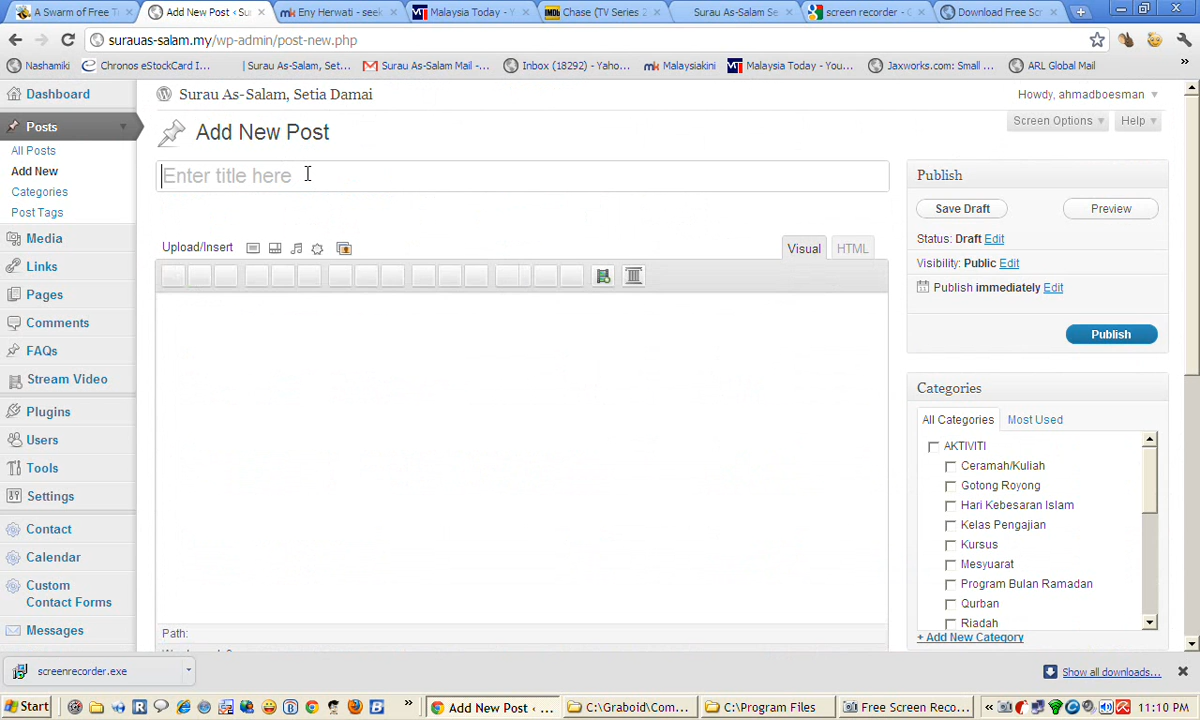 A Swarm of Free T
Add New Post ‹ Su
mk Eny Herwati - seek
Malaysia Today - Y
IMDb Chase (TV Series 2
Surau As-Salam Se
screen recorder - G
Download Free Scr
surauas-salam.my/wp-admin/post-new.php
Nashamiki
Chronos eStockCard I...
| Surau As-Salam, Set...
Surau As-Salam Mail -...
Inbox (18292) - Yaho...
mk Malaysiakini
MT Malaysia Today - You...
Jaxworks.com: Small ...
ARL Global Mail
»
Dashboard
Surau As-Salam, Setia Damai
Howdy, ahmadboesman
Posts
Add New Post
Screen Options
Help
All Posts
Add New
Categories
Post Tags
Enter title here
Publish
Save Draft
Preview
Media
Upload/Insert
Visual
HTML
Status: Draft Edit
Links
Visibility: Public Edit
Pages
Publish immediately Edit
Comments
Publish
FAQs
Stream Video
Categories
Plugins
All Categories
Most Used
Users
AKTIVITI
Tools
Ceramah/Kuliah
Settings
Gotong Royong
Hari Kebesaran Islam
Contact
Kelas Pengajian
Calendar
Kursus
Custom
Contact Forms
Mesyuarat
Program Bulan Ramadan
Qurban
Messages
Riadah
Path:
+ Add New Category
screenrecorder.exe
Show all downloads...
Start
»
Add New Post ‹ ...
C:\Graboid\Com...
C:\Program Files
Free Screen Reco...
«
11:10 PM